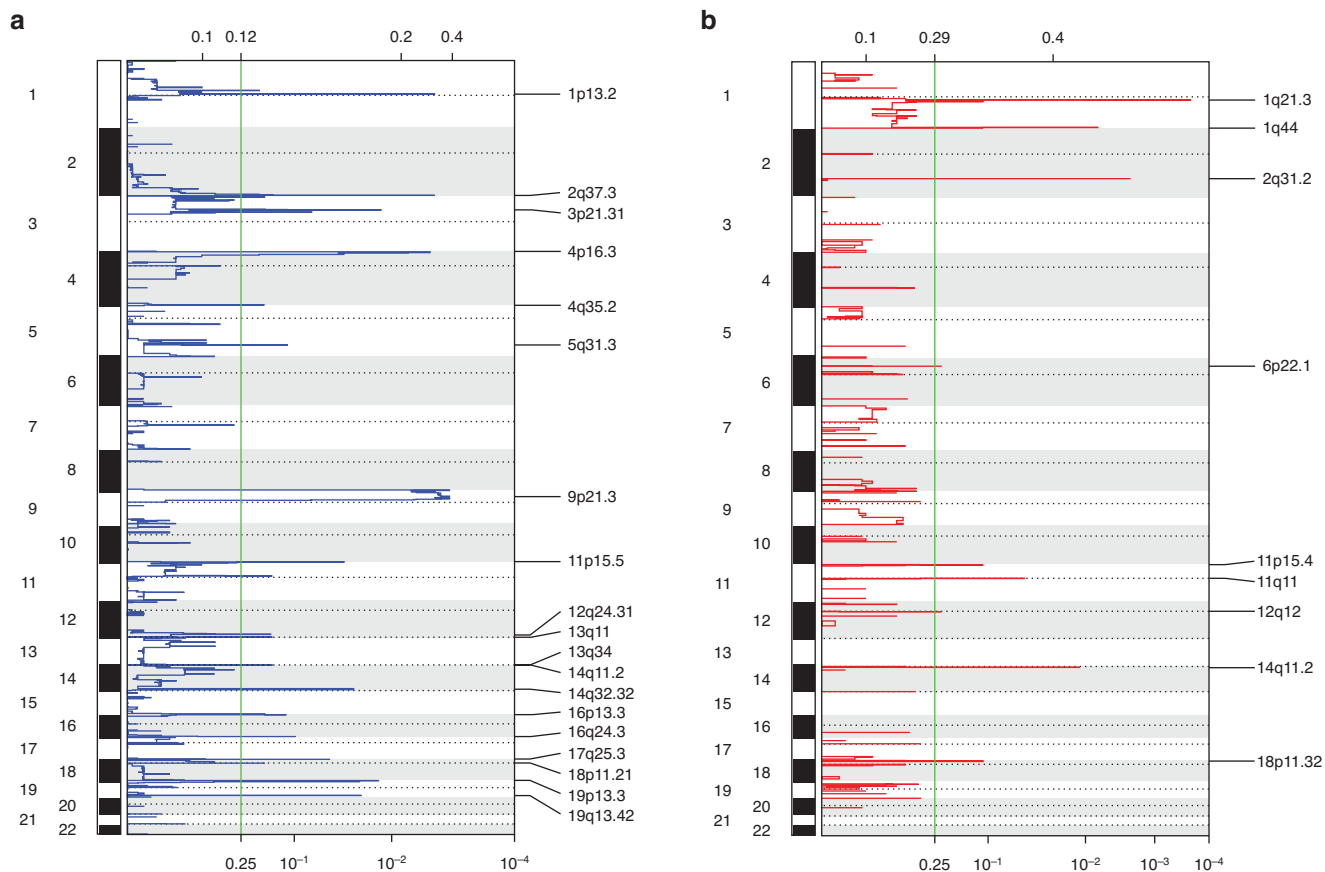 a
0.1 0.12 0.2 0.4
1
2
3
4
5
6
7
8
9
10
11
12
13
14
15
16
17
18
19
20
21
22
1p13.2
2q37.3
3p21.31
4p16.3
4q35.2
5q31.3
9p21.3
11p15.5
12q24.31
13q11
13q34
14q11.2
14q32.32
16p13.3
16q24.3
17q25.3
18p11.21
19p13.3
19q13.42
0.25 10⁻¹ 10⁻² 10⁻⁴
b
0.1 0.29 0.4
1
2
3
4
5
6
7
8
9
10
11
12
13
14
15
16
17
18
19
20
21
22
1q21.3
1q44
2q31.2
6p22.1
11p15.4
11q11
12q12
14q11.2
18p11.32
0.25 10⁻¹ 10⁻² 10⁻³ 10⁻⁴